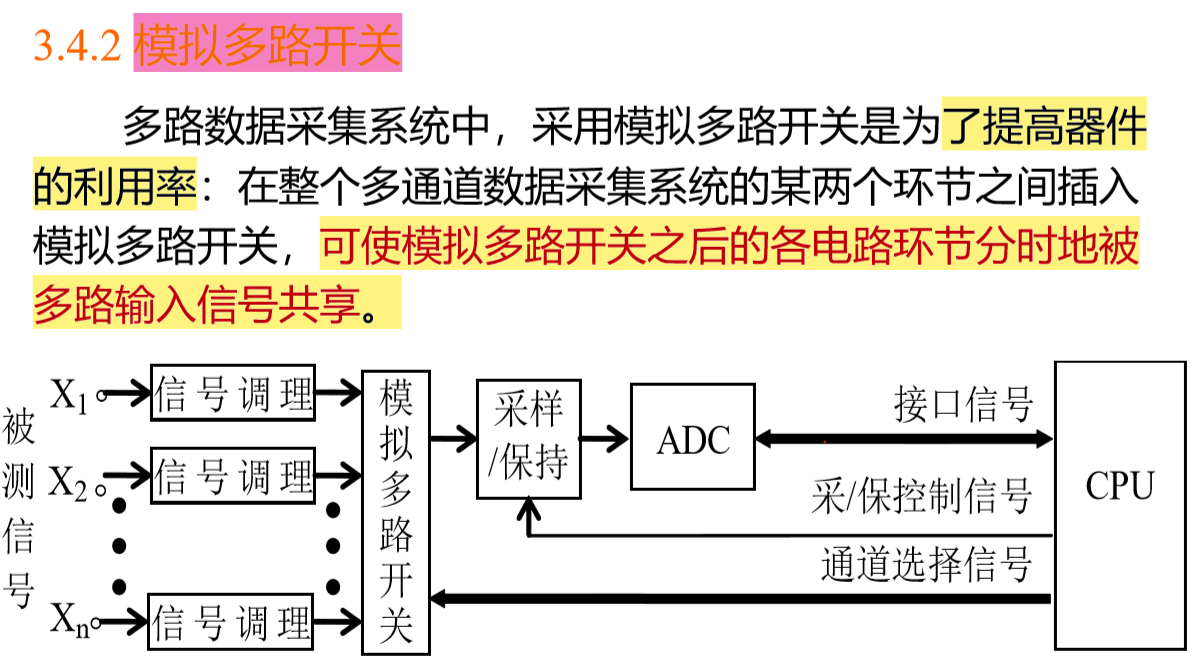 3.4.2 模拟多路开关
多路数据采集系统中，采用模拟多路开关是为了提高器件
的利用率：在整个多通道数据采集系统的某两个环节之间插入
模拟多路开关，可使模拟多路开关之后的各电路环节分时地被
多路输入信号共享。
被测信号
X1
信号调理
X2
信号调理
Xn
信号调理
模拟多路开关
采样
/保持
ADC
接口信号
采/保控制信号
通道选择信号
CPU